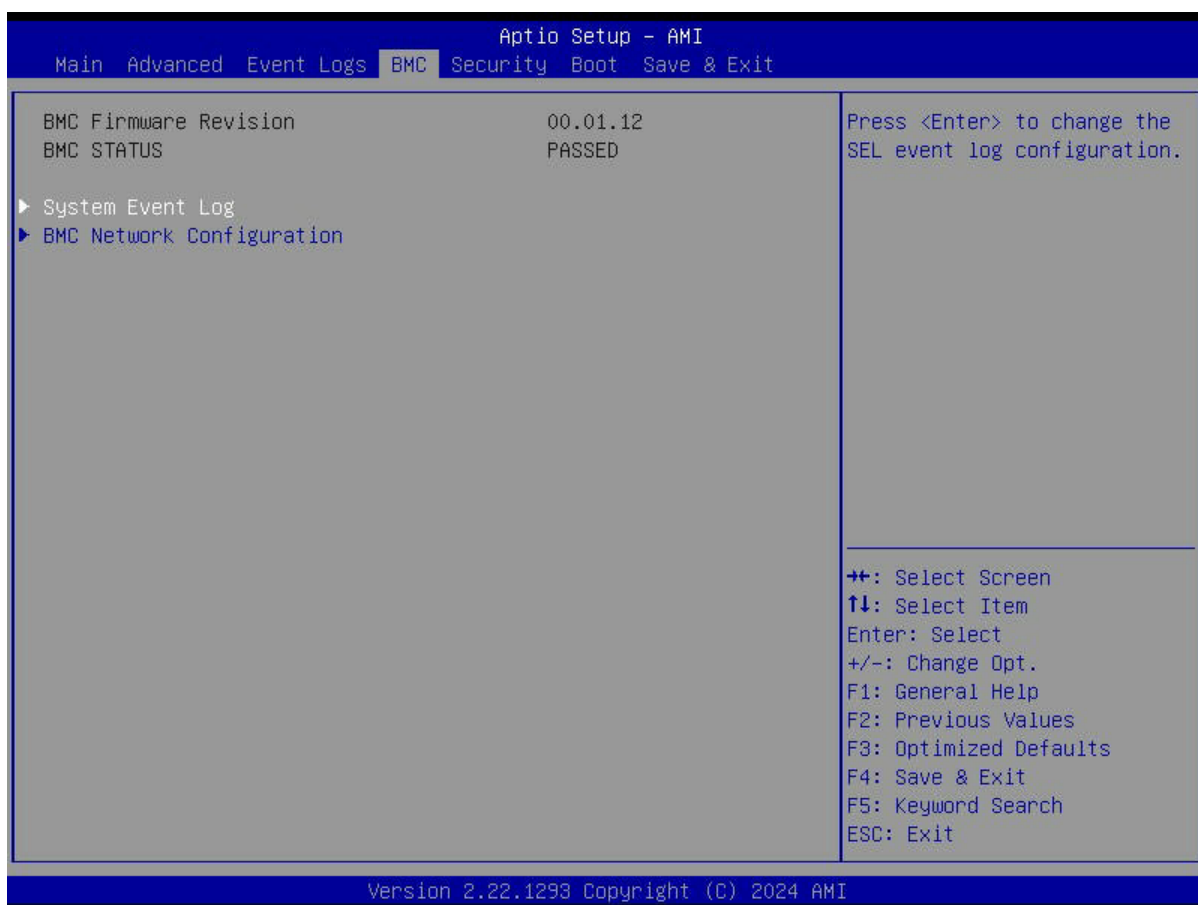 Aptio Setup – AMI
Main Advanced Event Logs BMC Security Boot Save & Exit
BMC Firmware Revision 00.01.12
BMC STATUS PASSED
► System Event Log
► BMC Network Configuration
Press <Enter> to change the
SEL event log configuration.
→←: Select Screen
↑↓: Select Item
Enter: Select
+/-: Change Opt.
F1: General Help
F2: Previous Values
F3: Optimized Defaults
F4: Save & Exit
F5: Keyword Search
ESC: Exit
Version 2.22.1293 Copyright (C) 2024 AMI